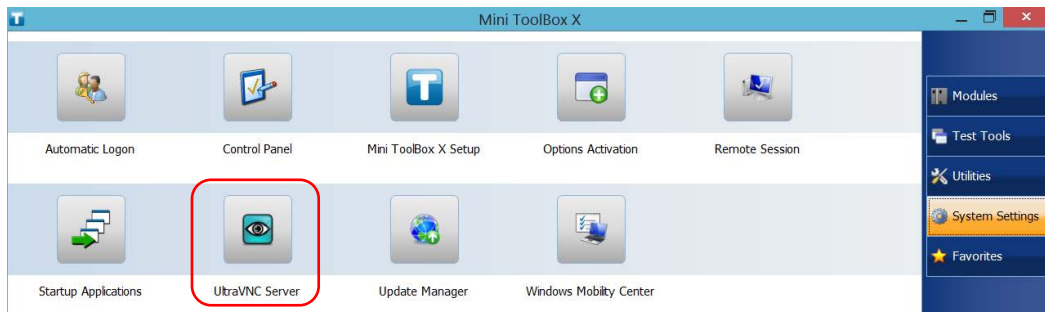 Mini ToolBox X
Automatic Logon
Control Panel
Mini ToolBox X Setup
Options Activation
Remote Session
Startup Applications
UltraVNC Server
Update Manager
Windows Mobility Center
Modules
Test Tools
Utilities
System Settings
Favorites